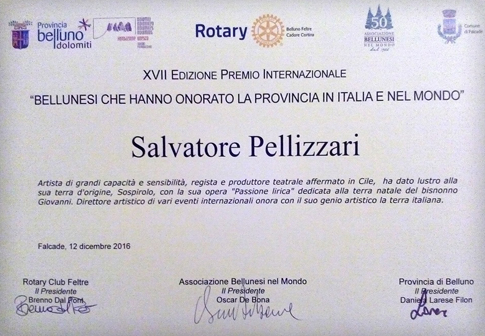 Provincia
belluno
dolomiti
Rotary
Belluno Feltre
Cadore Cortina
50
ASSOCIAZIONE
BELLUNESI
NEL MONDO
Comune
di Falcade
XVII EDIZIONE PREMIO INTERNAZIONALE
“BELLUNESI CHE HANNO ONORATO LA PROVINCIA IN ITALIA E NEL MONDO”
Salvatore Pellizzari
Artista di grandi capacità e sensibilità, regista e produttore teatrale affermato in Cile, ha dato lustro alla
sua terra d'origine, Sospirolo, con la sua opera "Passione lirica" dedicata alla terra natale del bisnonno
Giovanni. Direttore artistico di vari eventi internazionali onora con il suo genio artistico la terra italiana.
Falcade, 12 dicembre 2016
Rotary Club Feltre
Il Presidente
Brenno Dal Pont
Associazione Bellunesi nel Mondo
Il Presidente
Oscar De Bona
Provincia di Belluno
Il Presidente
Daniela Larese Filon